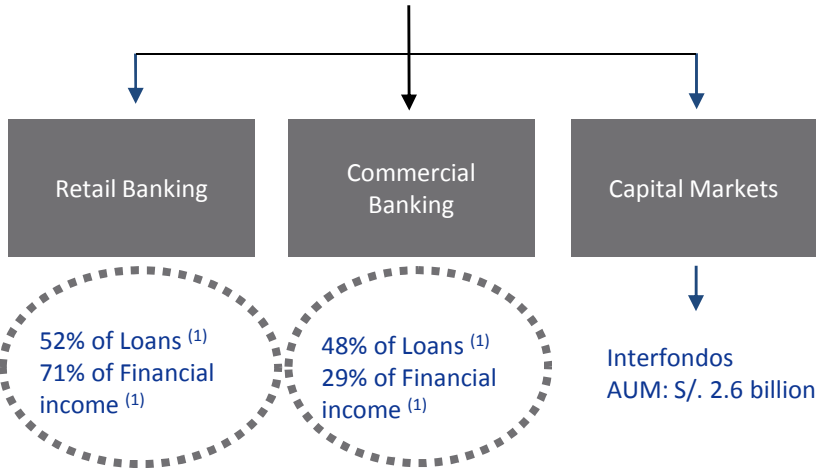 Retail Banking
Commercial
Banking
Capital Markets
52% of Loans (1)
71% of Financial
income (1)
48% of Loans (1)
29% of Financial
income (1)
Interfondos
AUM: S/. 2.6 billion